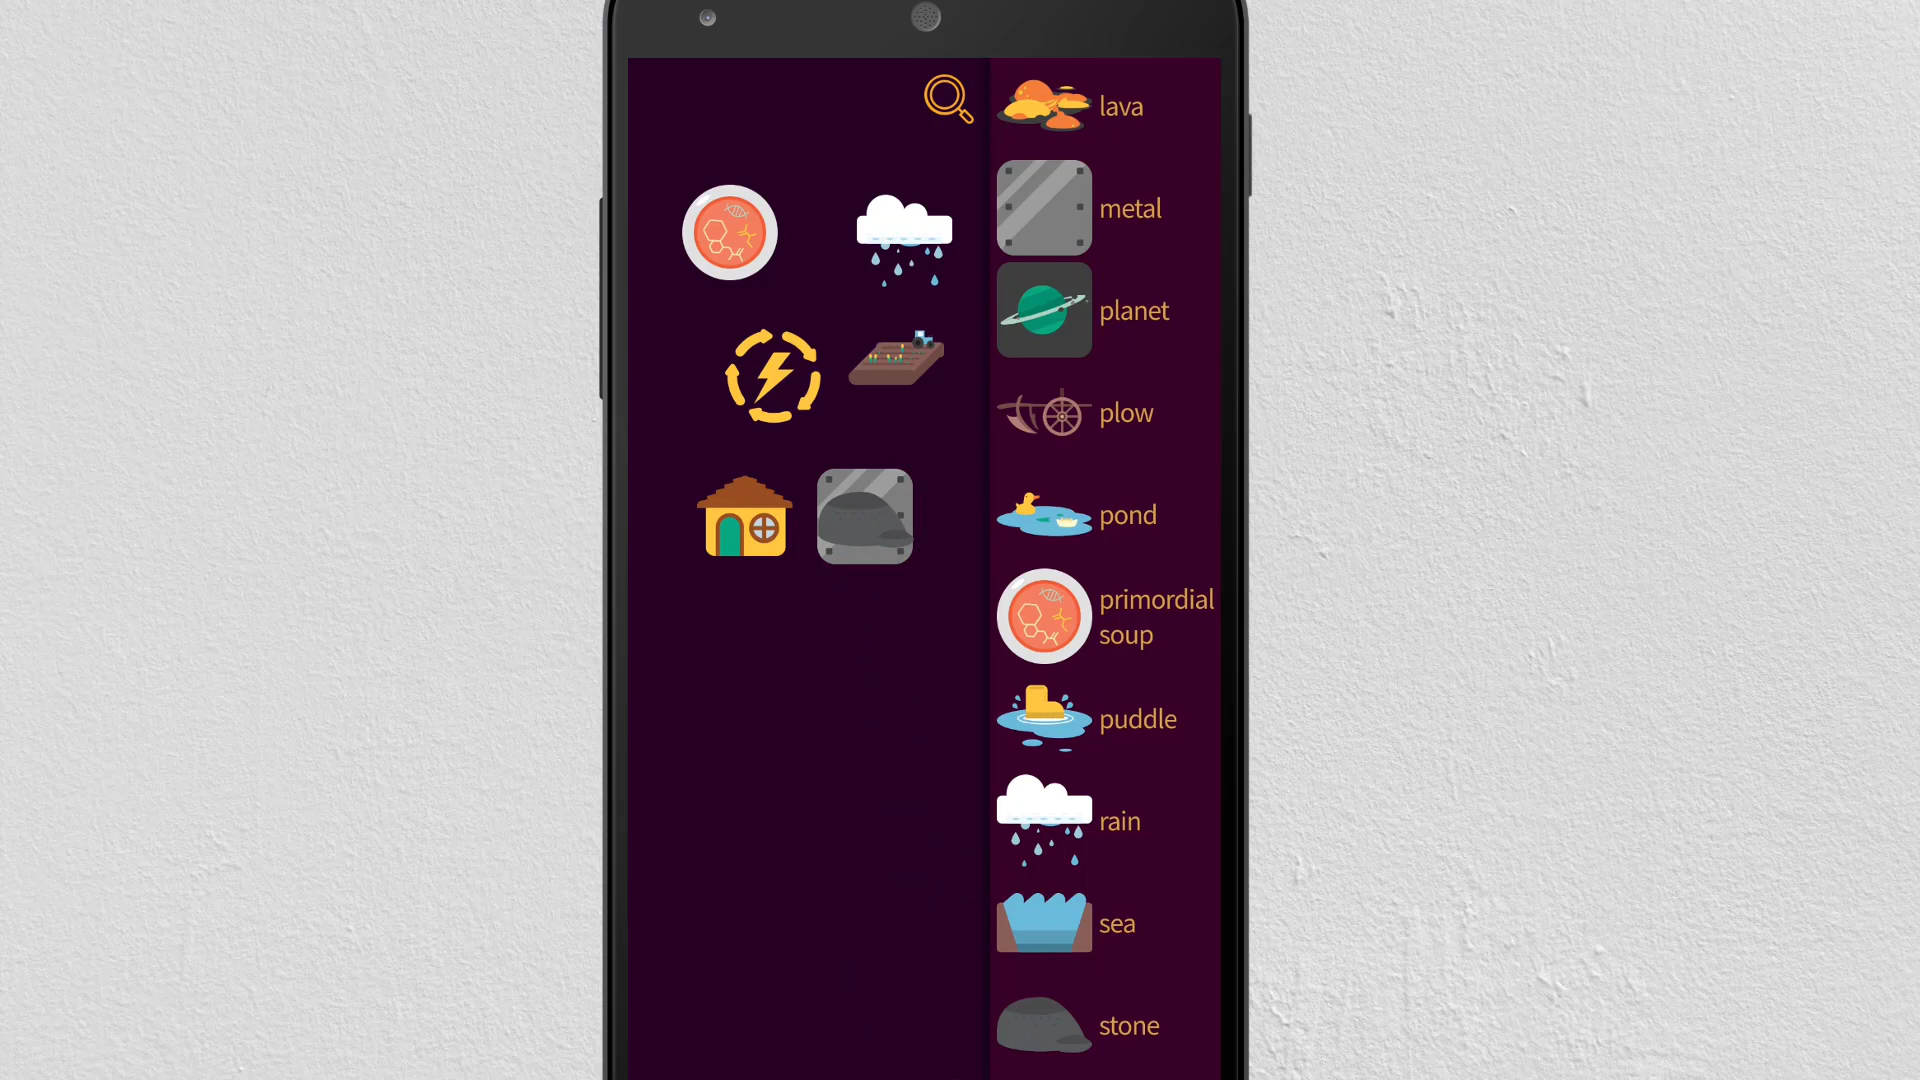 lava
metal
planet
plow
pond
primordial
soup
puddle
rain
sea
stone